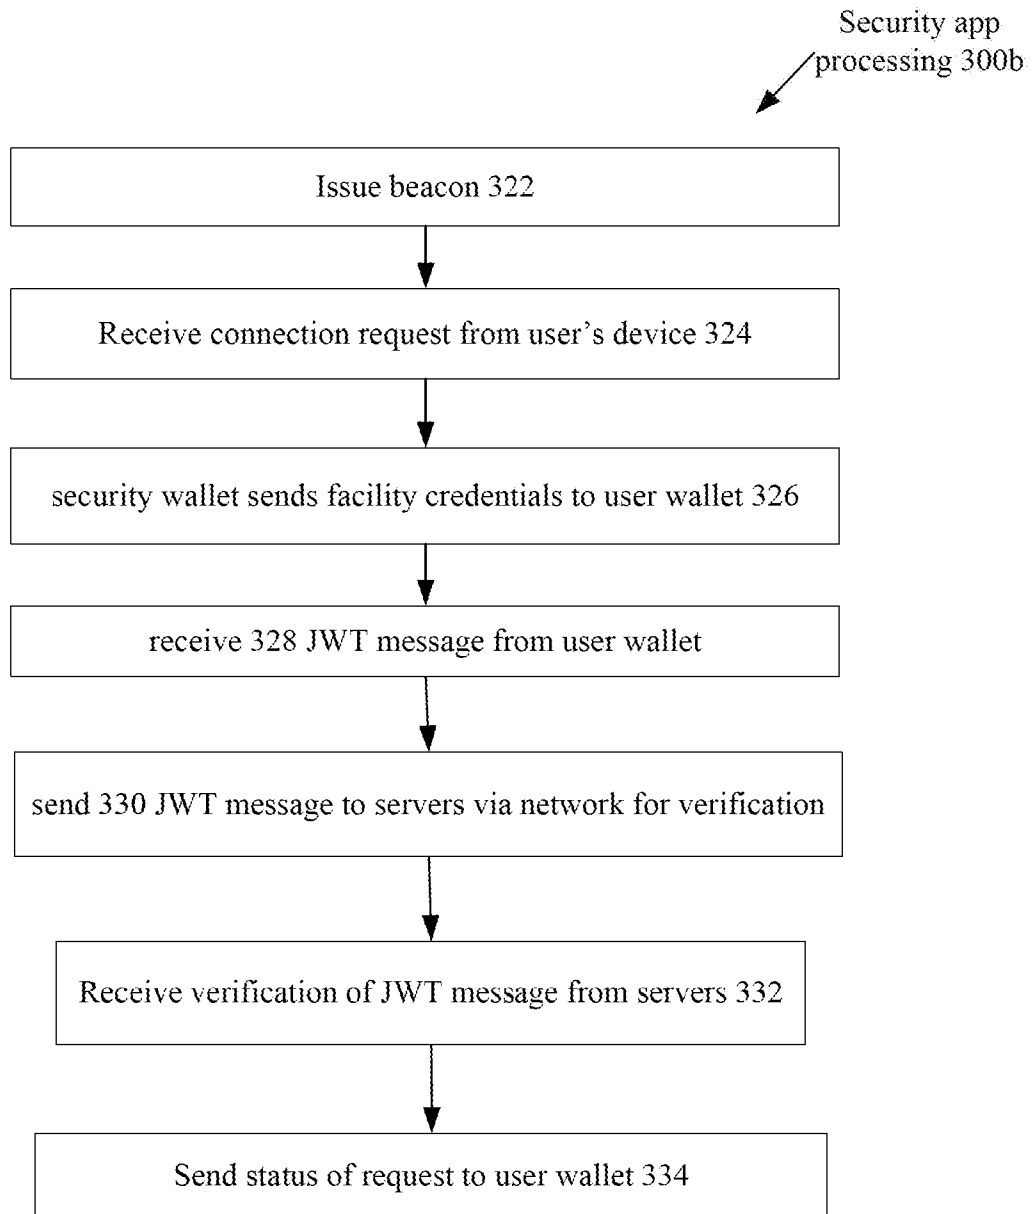 Security app
processing 300b
Issue beacon 322
Receive connection request from user’s device 324
security wallet sends facility credentials to user wallet 326
receive 328 JWT message from user wallet
send 330 JWT message to servers via network for verification
Receive verification of JWT message from servers 332
Send status of request to user wallet 334